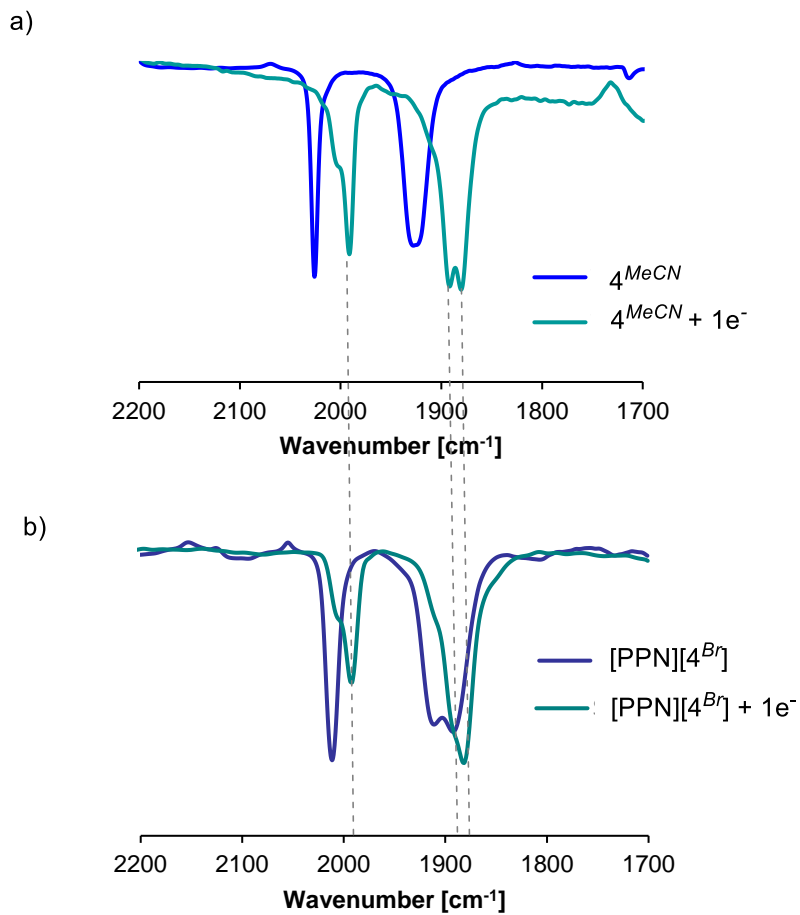 a)
4^MeCN
4^MeCN + 1e⁻
2200 2100 2000 1900 1800 1700
Wavenumber [cm⁻¹]
b)
[PPN][4^Br]
[PPN][4^Br] + 1e⁻
2200 2100 2000 1900 1800 1700
Wavenumber [cm⁻¹]